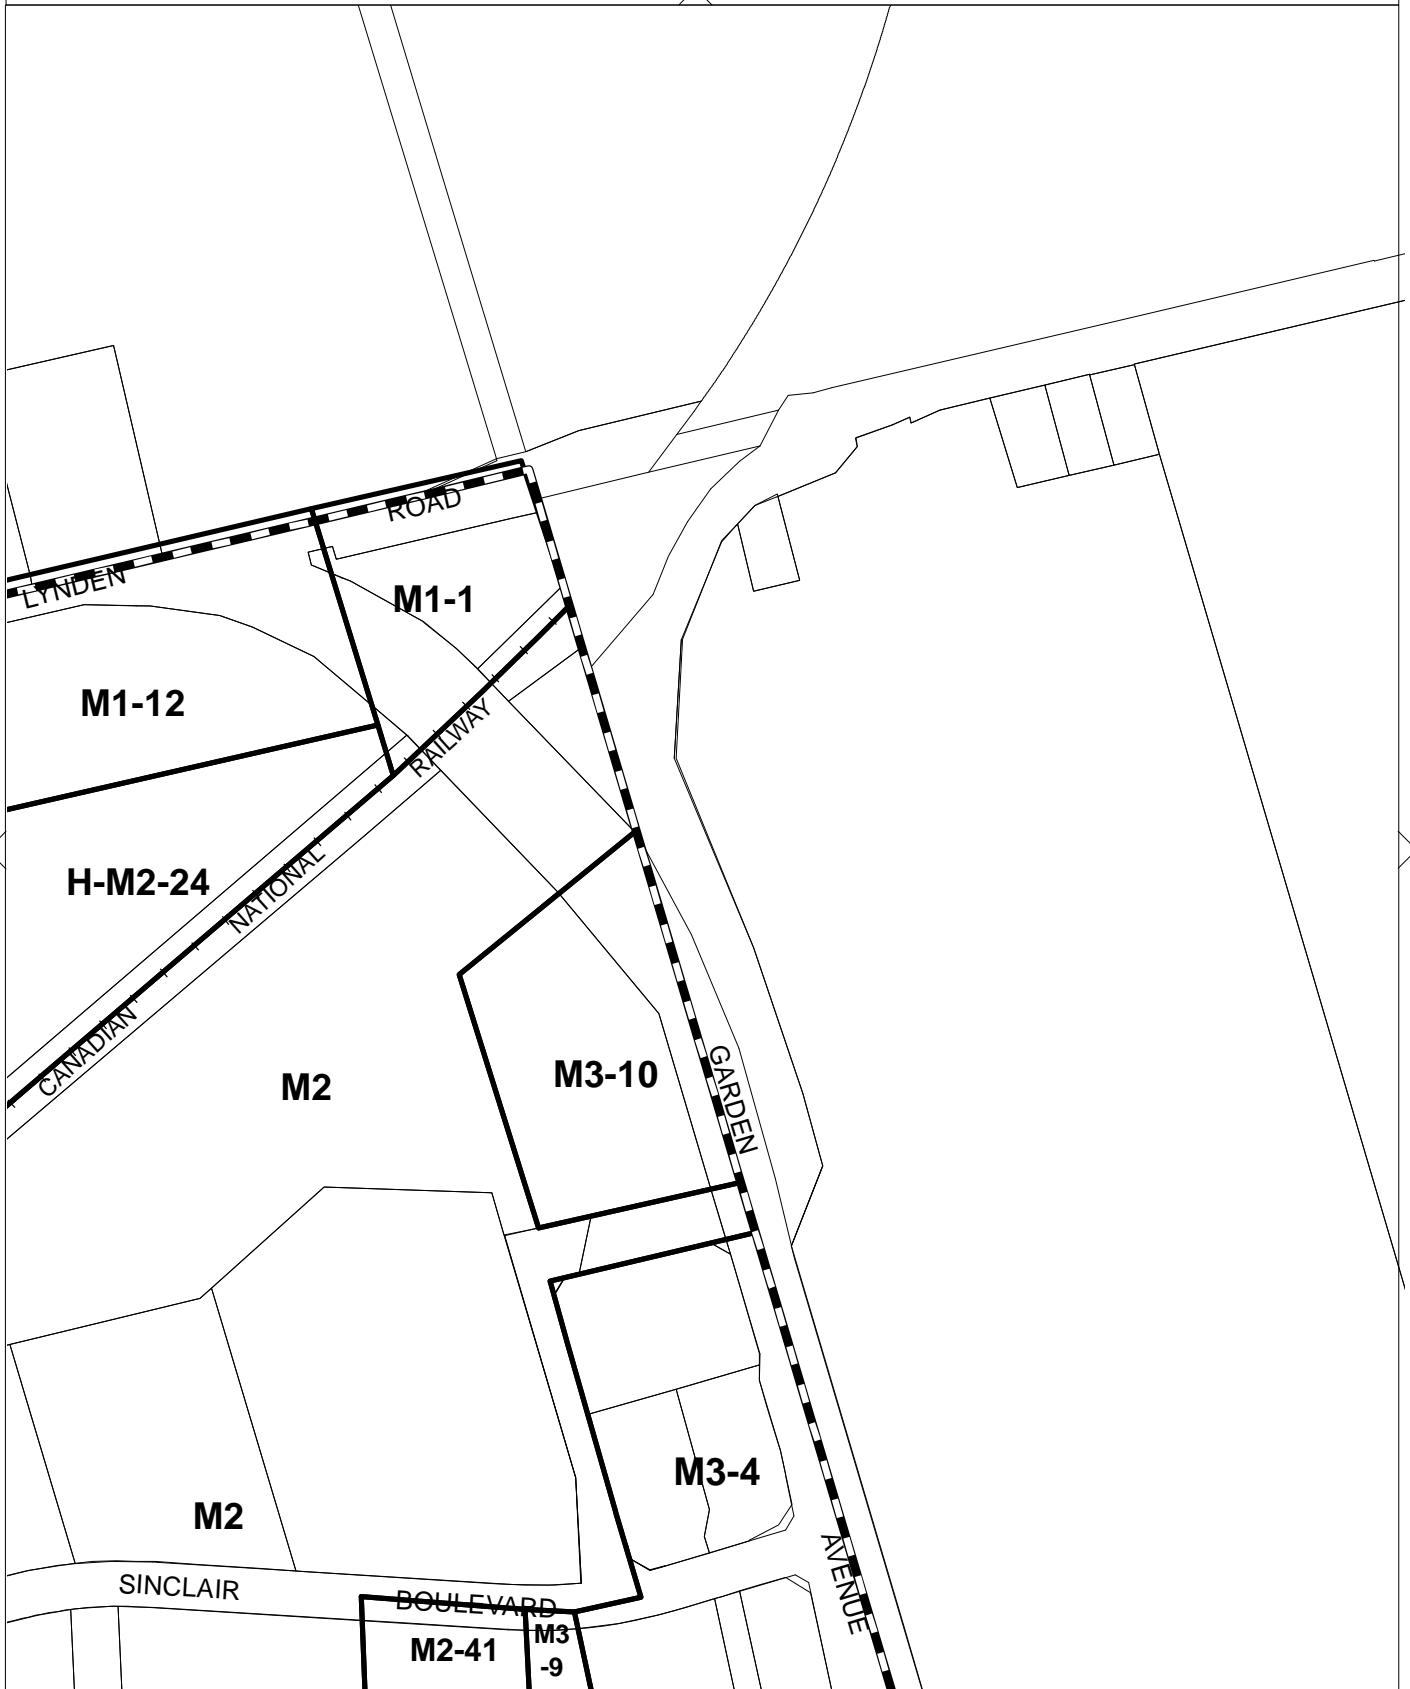 ROAD
LYNDEN
M1-1
M1-12
RAILWAY
H-M2-24
NATIONAL
CANADIAN
M2
M3-10
GARDEN
M3-4
M2
AVENUE
SINCLAIR
BOULEVARD
M2-41
M3
-9